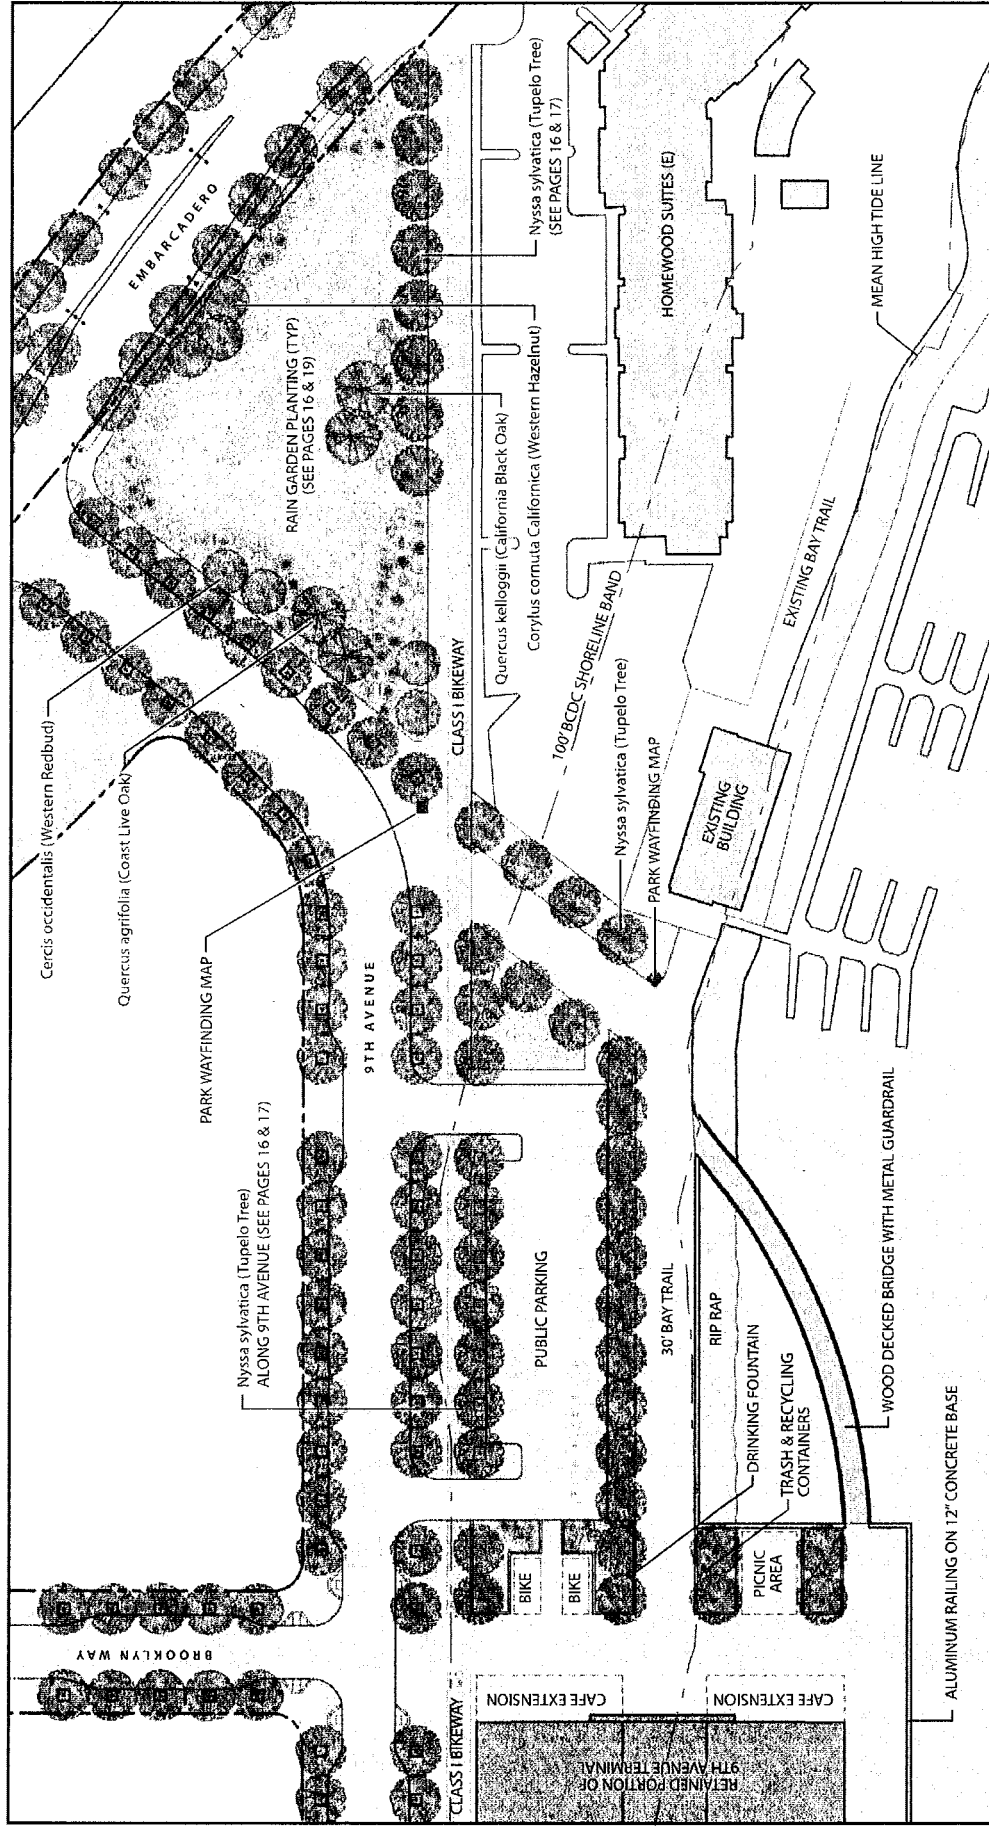 Cercis occidentalis (Western Redbud)
Quercus agrifolia (Coast Live Oak)
PARK WAYFINDING MAP
Nyssa sylvatica (Tupelo Tree)
ALONG 9TH AVENUE (SEE PAGES 16 & 17)
EMBARCADERO
RAIN GARDEN PLANTING (TYP)
(SEE PAGES 16 & 19)
Nyssa sylvatica (Tupelo Tree)
(SEE PAGES 16 & 17)
Quercus kelloggii (California Black Oak)
Corylus cornuta Californica (Western Hazelnut)
HOMEWOOD SUITES (E)
MEAN HIGH TIDE LINE
9TH AVENUE
CLASS I BIKEWAY
100' BCDC SHORELINE BAND
EXISTING BAY TRAIL
Nyssa sylvatica (Tupelo Tree)
PARK WAYFINDING MAP
EXISTING
BUILDING
PUBLIC PARKING
30' BAY TRAIL
RIP RAP
WOOD DECKED BRIDGE WITH METAL GUARDRAIL
DRINKING FOUNTAIN
TRASH & RECYCLING
CONTAINERS
BROOKLYN WAY
BIKE
BIKE
PICNIC
AREA
CLASS I BIKEWAY
CAFE EXTENSION
CAFE EXTENSION
RETAINED PORTION OF
9TH AVENUE TERMINAL
ALUMINUM RAILING ON 12" CONCRETE BASE